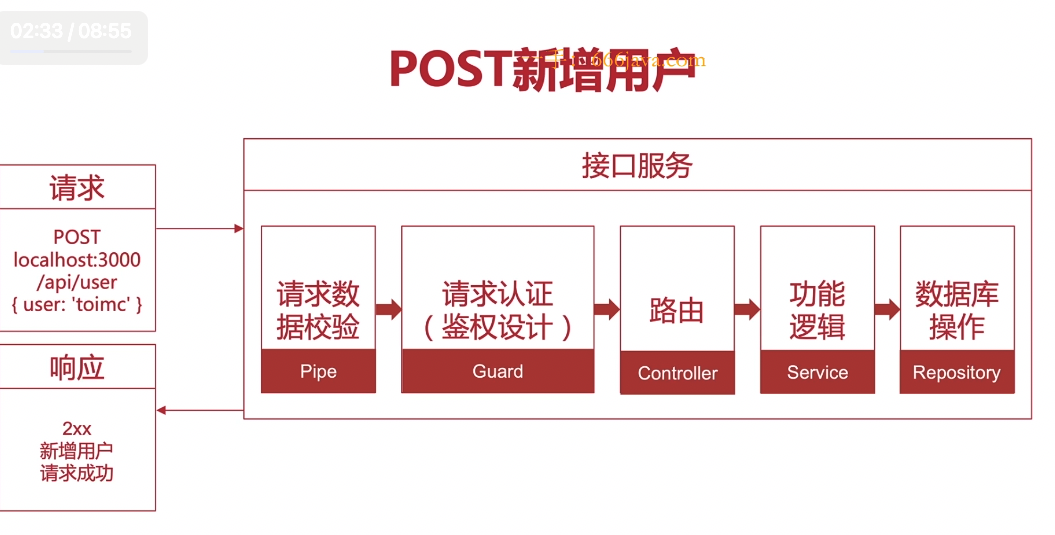 02:33 / 08:55
POST新增用户
666java.com
接口服务
请求
POST
localhost:3000
/api/user
{ user: 'toimc' }
响应
2xx
新增用户
请求成功
请求数
据校验
Pipe
请求认证
（鉴权设计）
Guard
路由
Controller
功能
逻辑
Service
数据库
操作
Repository